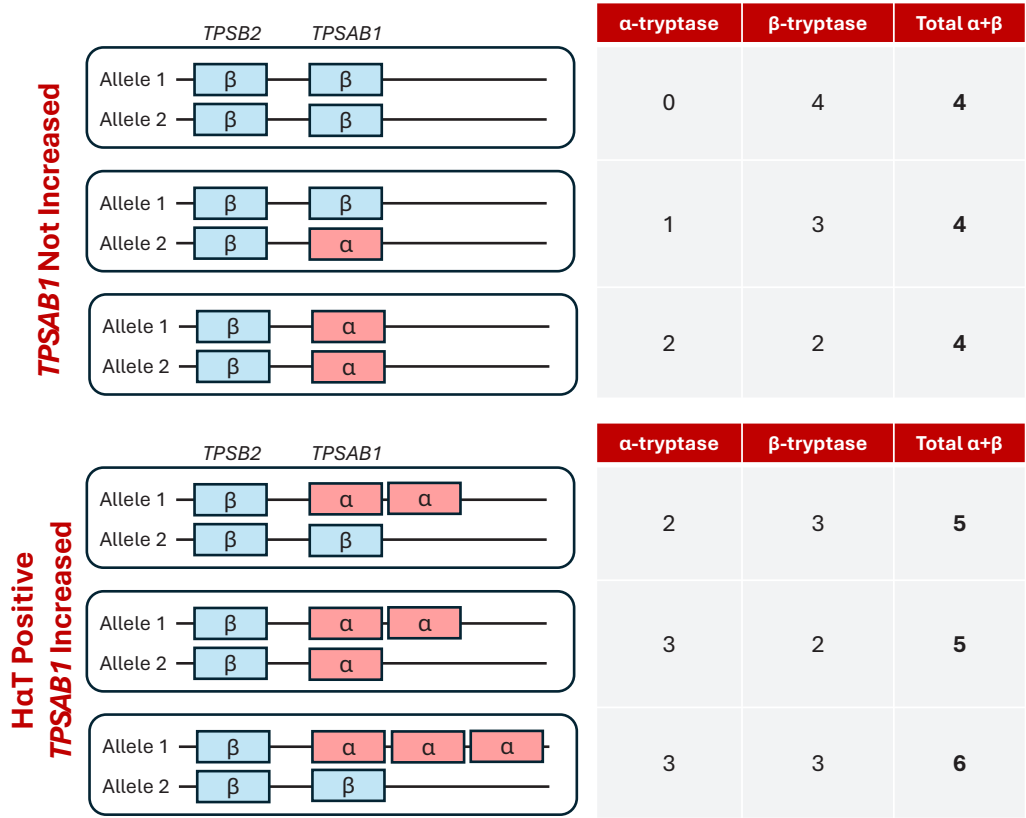 TPSAB1 Not Increased
TPSB2 TPSAB1
Allele 1 β β
Allele 2 β β
Allele 1 β β
Allele 2 β α
Allele 1 β α
Allele 2 β α
α-tryptase β-tryptase Total α+β
0 4 4
1 3 4
2 2 4
HαT Positive
TPSAB1 Increased
TPSB2 TPSAB1
Allele 1 β α α
Allele 2 β β
Allele 1 β α α
Allele 2 β α
Allele 1 β α α α
Allele 2 β β
α-tryptase β-tryptase Total α+β
2 3 5
3 2 5
3 3 6